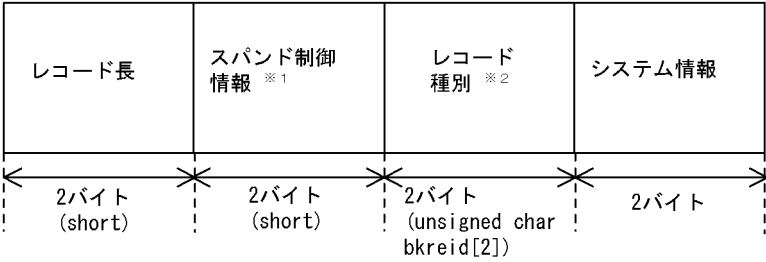 レコード長
スパンド制御
情報 ※1
レコード
種別 ※2
システム情報
2バイト
(short)
2バイト
(short)
2バイト
(unsigned char
bkreid[2])
2バイト